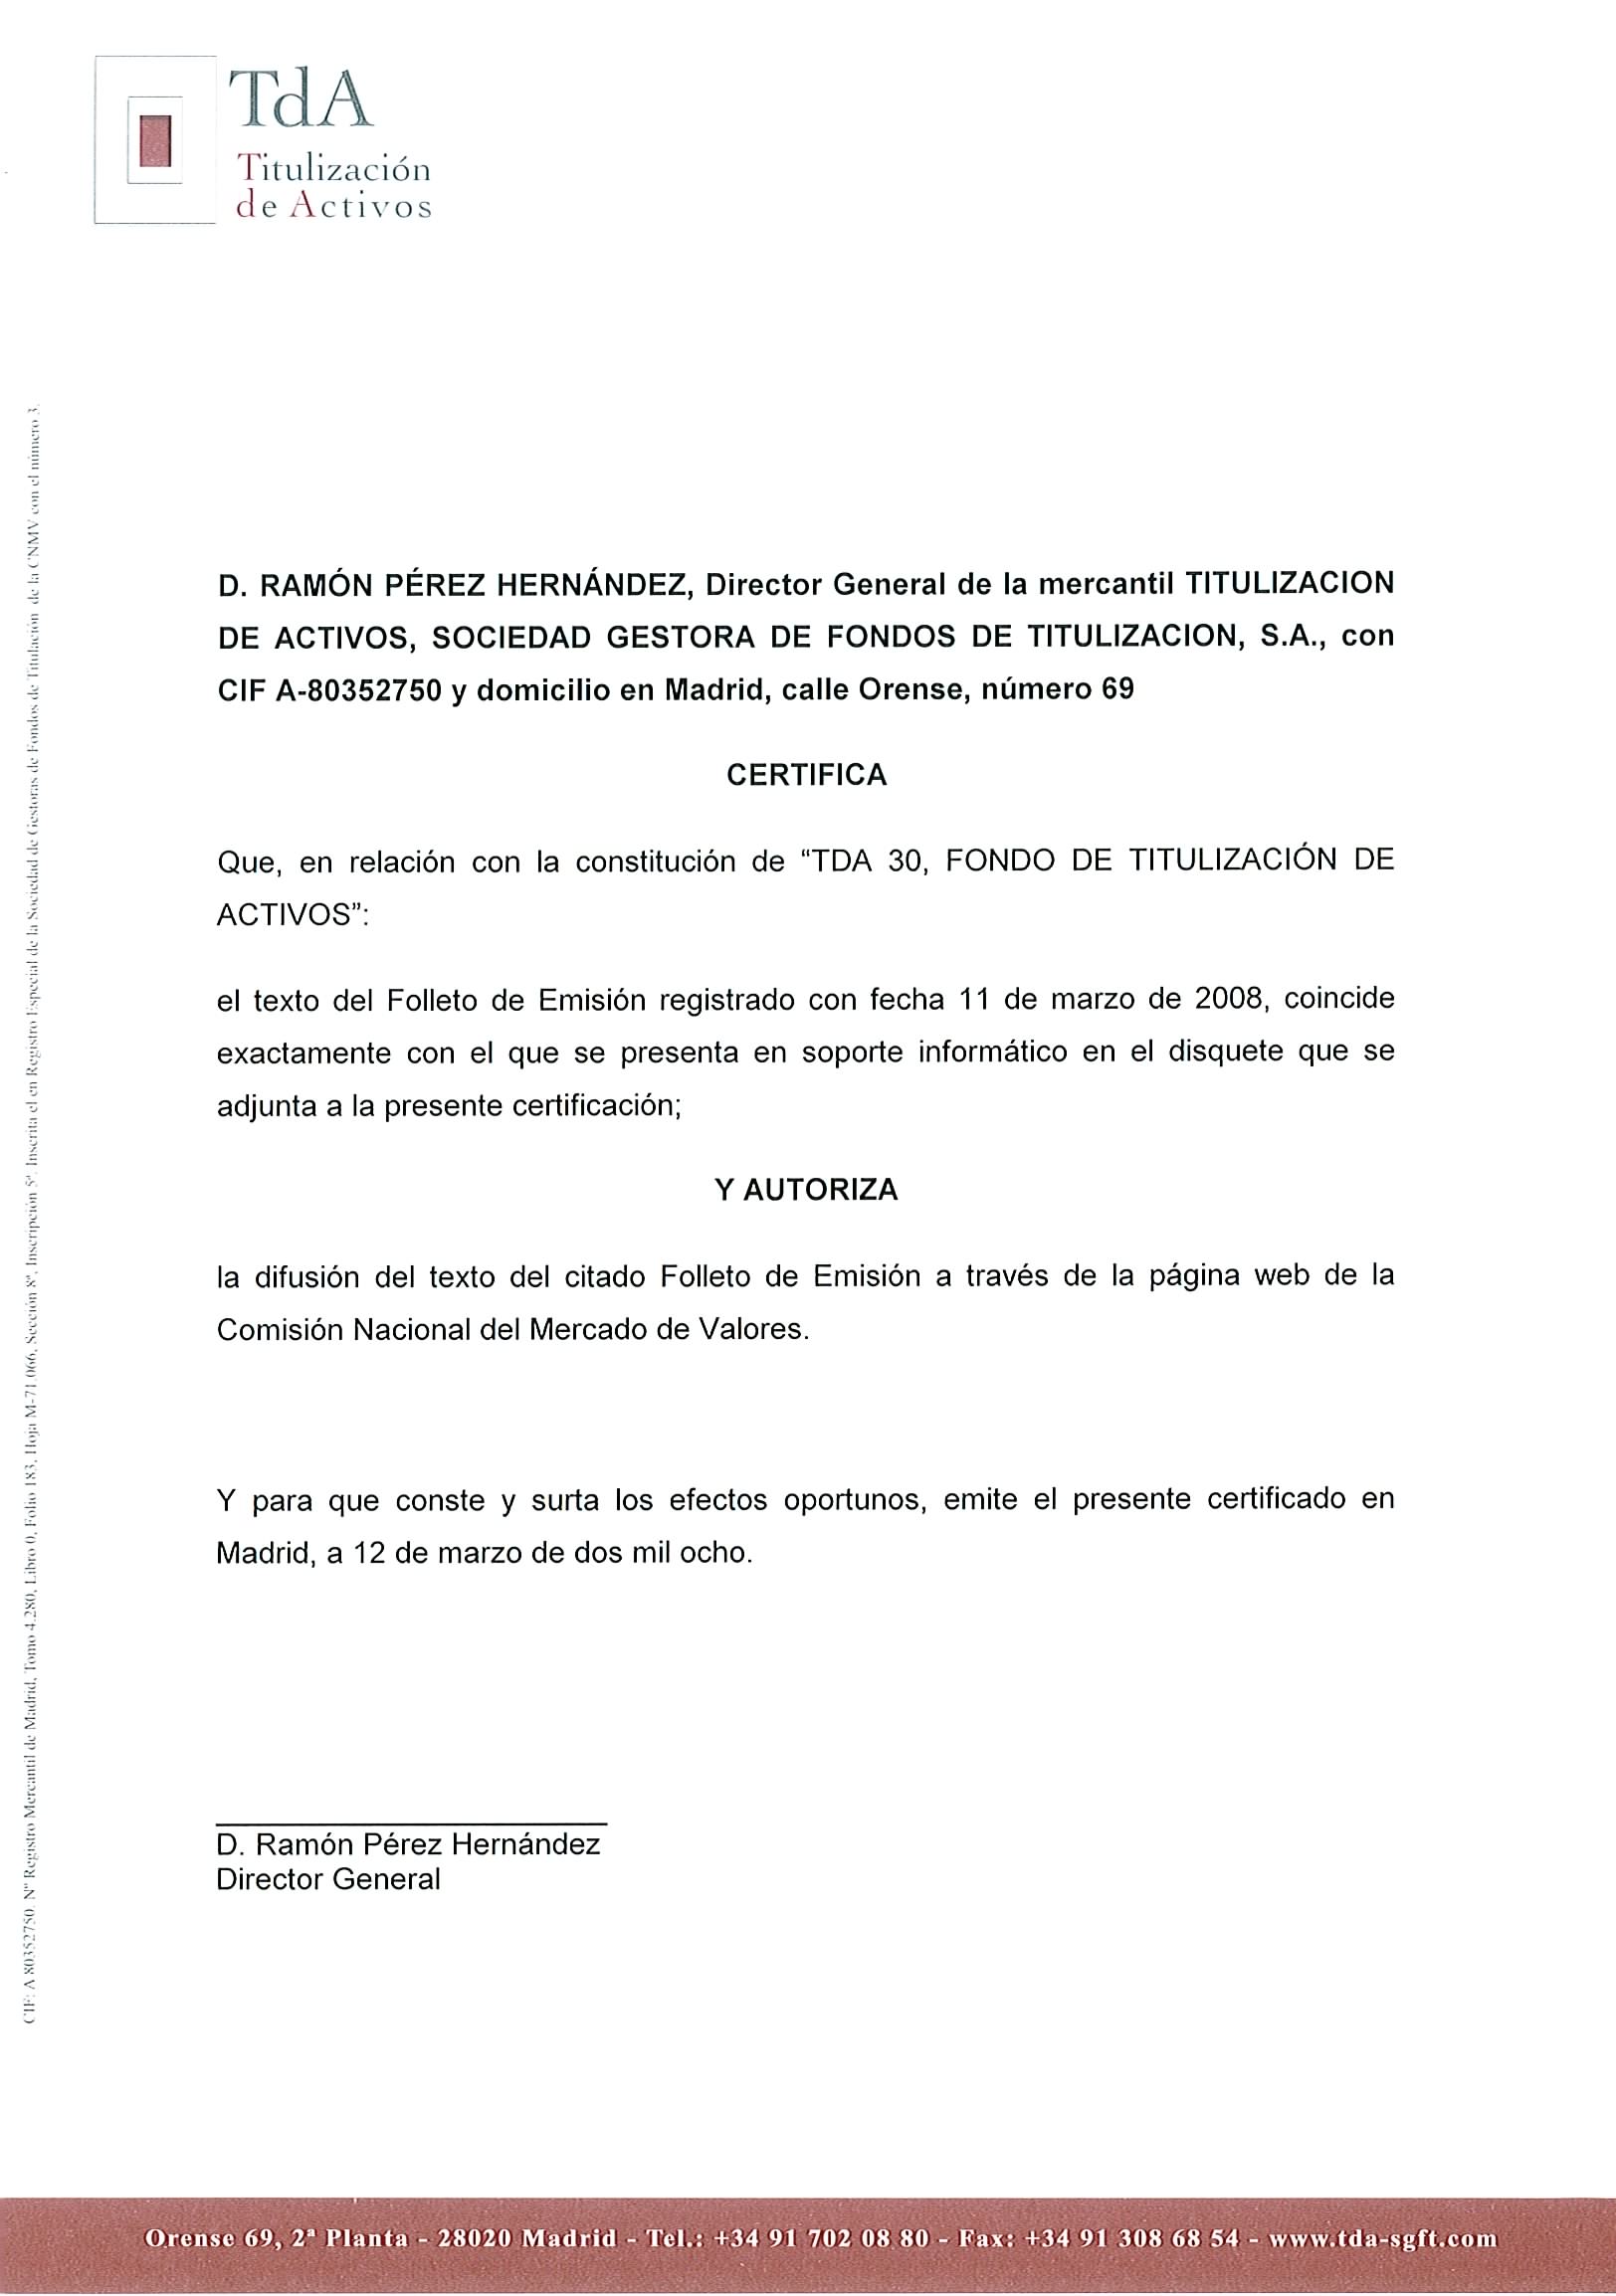 TdA
Titulización
de Activos
D. RAMÓN PÉREZ HERNÁNDEZ, Director General de la mercantil TITULIZACION
DE ACTIVOS, SOCIEDAD GESTORA DE FONDOS DE TITULIZACION, S.A., con
CIF A-80352750 y domicilio en Madrid, calle Orense, número 69
CERTIFICA
Que, en relación con la constitución de “TDA 30, FONDO DE TITULIZACIÓN DE
ACTIVOS”:
el texto del Folleto de Emisión registrado con fecha 11 de marzo de 2008, coincide
exactamente con el que se presenta en soporte informático en el disquete que se
adjunta a la presente certificación;
Y AUTORIZA
la difusión del texto del citado Folleto de Emisión a través de la página web de la
Comisión Nacional del Mercado de Valores.
Y para que conste y surta los efectos oportunos, emite el presente certificado en
Madrid, a 12 de marzo de dos mil ocho.
D. Ramón Pérez Hernández
Director General
CIF: A 80352750. Nº Registro Mercantil de Madrid, Tomo 4.280, Libro 0, Folio 183, Hoja M-71.066, Sección 8ª, Inscripción 5ª. Inscrita el en Registro Especial de la Sociedad de Gestoras de Fondos de Titulación de la CNMV con el número 3.
Orense 69, 2ª Planta - 28020 Madrid - Tel.: +34 91 702 08 80 - Fax: +34 91 308 68 54 - www.tda-sgft.com